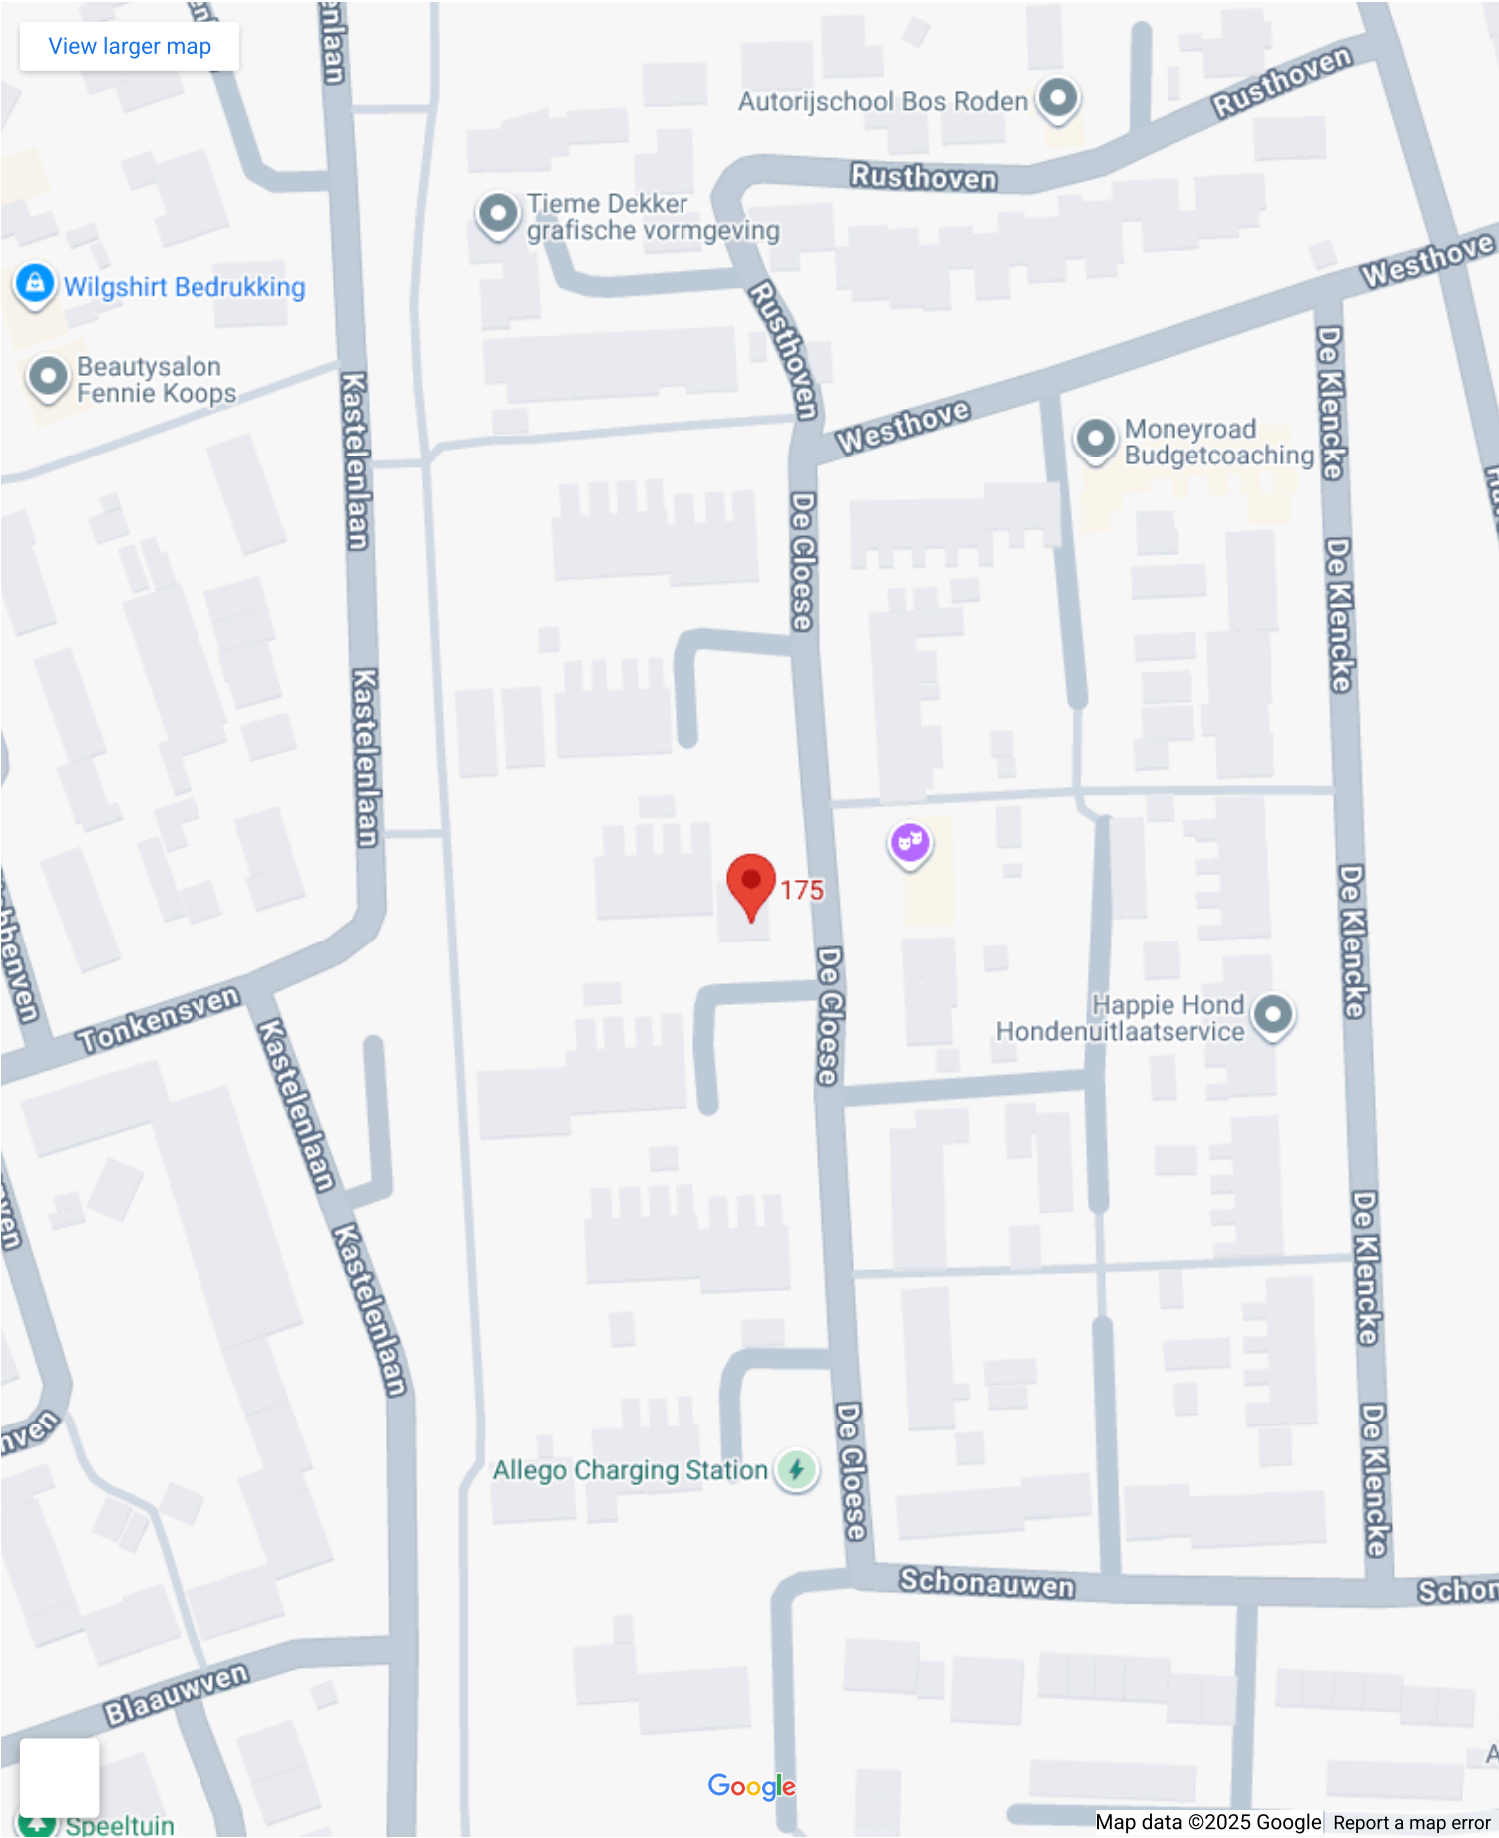 View larger map
enlaan
Autorijschool Bos Roden
Rusthoven
Rusthoven
Tieme Dekker
grafische vormgeving
Westhove
Wilgshirt Bedrukking
Rusthoven
De Klencke
Beautysalon
Fennie Koops
Kastelenlaan
Westhove
Moneyroad
Budgetcoaching
De Cloese
De Klencke
Kastelenlaan
175
De Klencke
De Cloese
Tonkensven
Happie Hond
Hondenuitlaatservice
Kastelenlaan
De Klencke
Kastelenlaan
nven
De Cloese
De Klencke
Allego Charging Station
Schonauwen
Schon
Blaauwven
A
Google
Speeltuin
Map data ©2025 Google
Report a map error